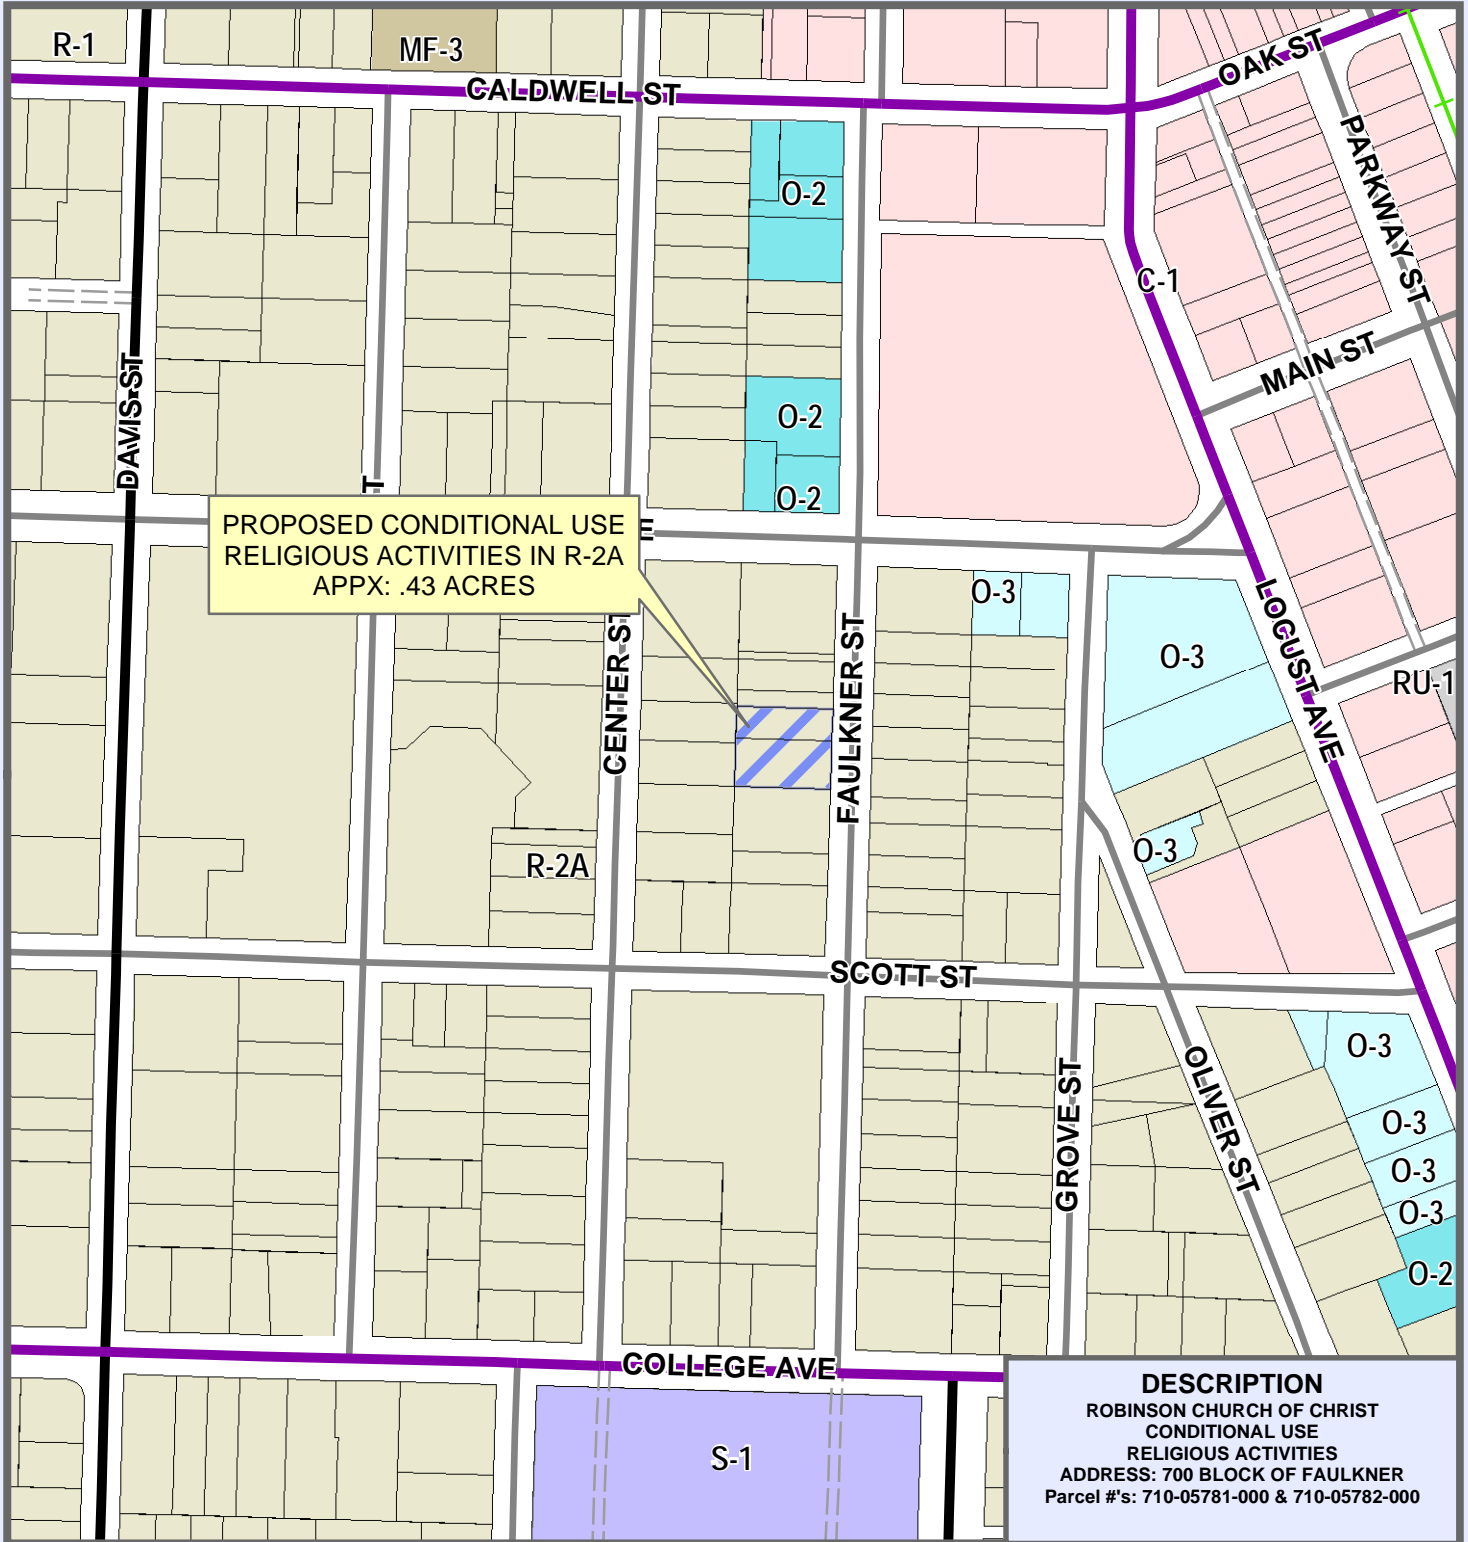 R-1
MF-3
CALDWELL ST
OAK ST
PARKWAY ST
O-2
C-1
MAIN ST
DAVIS ST
O-2
O-2
T
E
PROPOSED CONDITIONAL USE
RELIGIOUS ACTIVITIES IN R-2A
APPX: .43 ACRES
O-3
O-3
LOCUST AVE
RU-1
CENTER ST
FAULKNER ST
O-3
R-2A
SCOTT ST
GROVE ST
OLIVER ST
O-3
O-3
O-3
O-3
O-2
COLLEGE AVE
S-1
DESCRIPTION
ROBINSON CHURCH OF CHRIST
CONDITIONAL USE
RELIGIOUS ACTIVITIES
ADDRESS: 700 BLOCK OF FAULKNER
Parcel #'s: 710-05781-000 & 710-05782-000